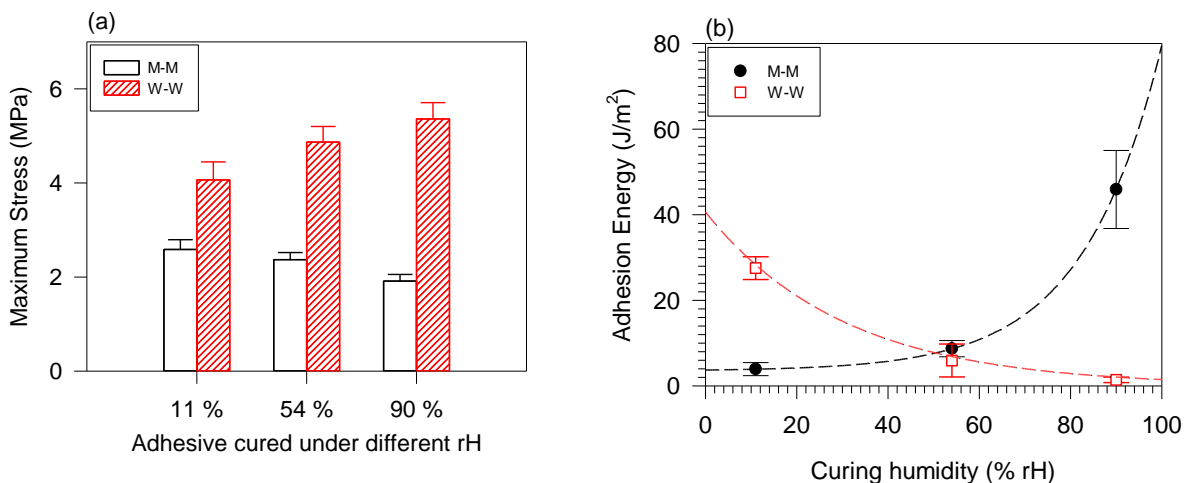 (a)
M-M
W-W
Maximum Stress (MPa)
6
4
2
0
11 %
54 %
90 %
Adhesive cured under different rH
(b)
M-M
W-W
Adhesion Energy (J/m²)
80
60
40
20
0
0
20
40
60
80
100
Curing humidity (% rH)